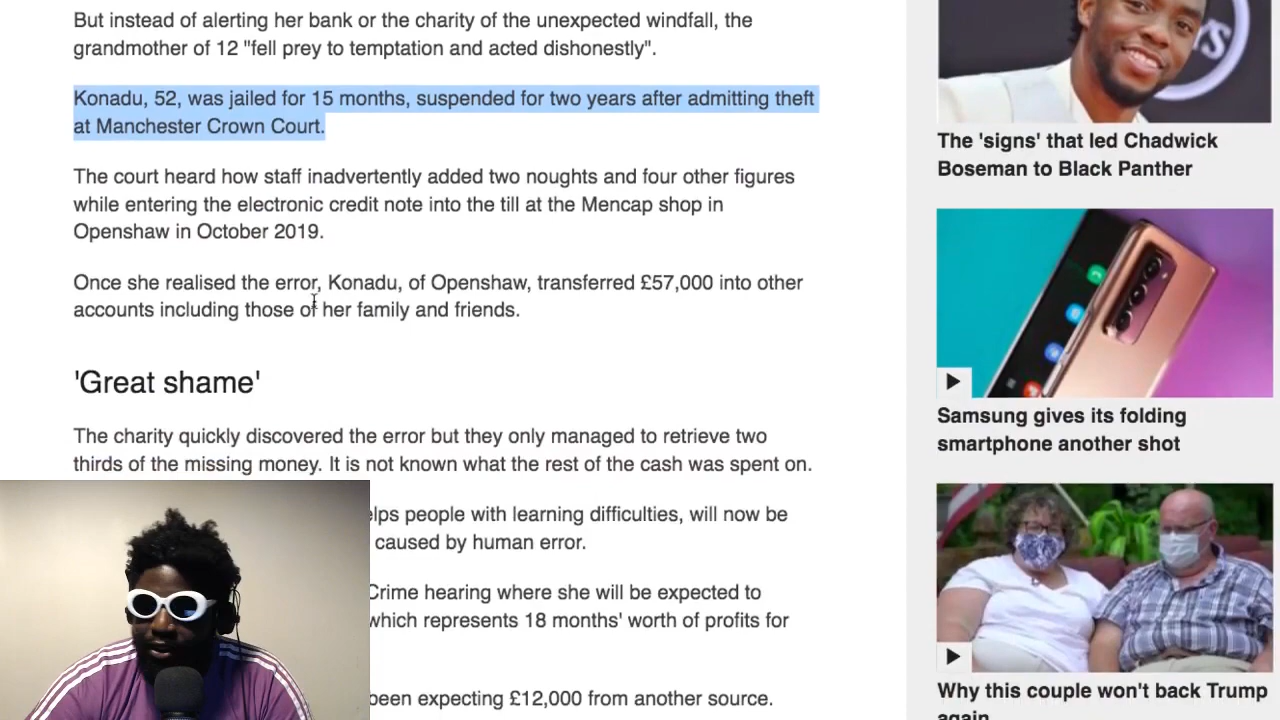 But instead of alerting her bank or the charity of the unexpected windfall, the
grandmother of 12 "fell prey to temptation and acted dishonestly".
Konadu, 52, was jailed for 15 months, suspended for two years after admitting theft
at Manchester Crown Court.
The court heard how staff inadvertently added two noughts and four other figures
while entering the electronic credit note into the till at the Mencap shop in
Openshaw in October 2019.
Once she realised the error, Konadu, of Openshaw, transferred £57,000 into other
accounts including those of her family and friends.
'Great shame'
The charity quickly discovered the error but they only managed to retrieve two
thirds of the missing money. It is not known what the rest of the cash was spent on.
elps people with learning difficulties, will now be
caused by human error.
Crime hearing where she will be expected to
which represents 18 months' worth of profits for
been expecting £12,000 from another source.
The 'signs' that led Chadwick
Boseman to Black Panther
Samsung gives its folding
smartphone another shot
Why this couple won't back Trump
again